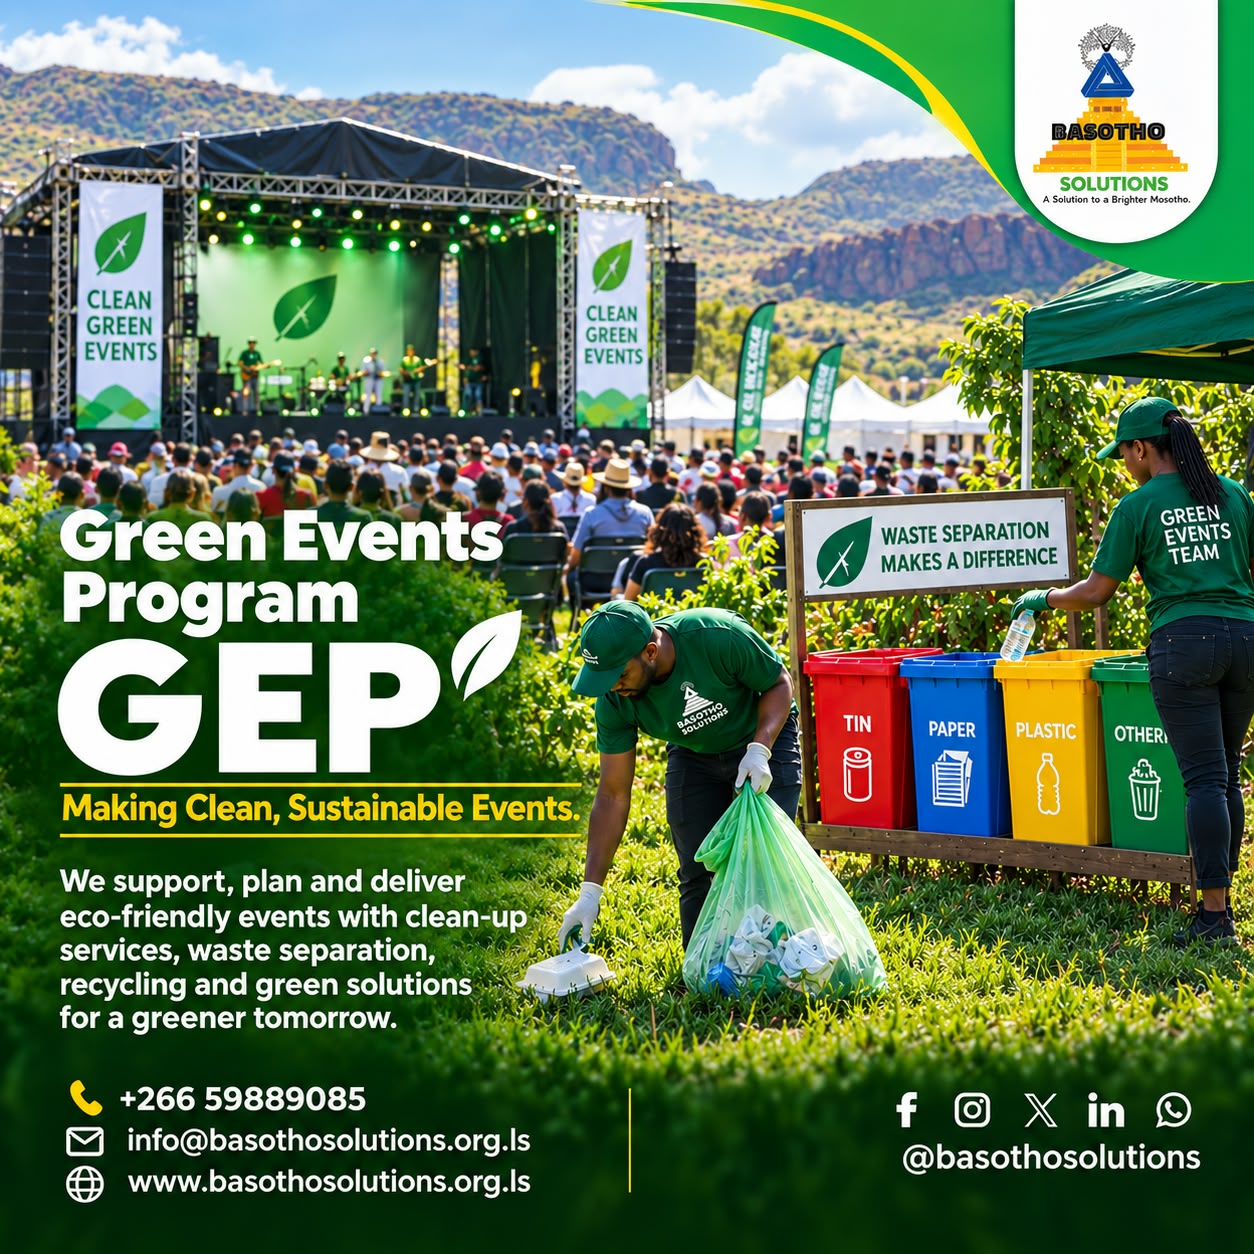 BASOTHO
SOLUTIONS
A Solution to a Brighter Mosotho.
CLEAN
GREEN
EVENTS
CLEAN
GREEN
EVENTS
WASTE SEPARATION
MAKES A DIFFERENCE
GREEN
EVENTS
TEAM
Green Events
Program
GEP
BASOTHO
SOLUTIONS
TIN
PAPER
PLASTIC
OTHER
Making Clean, Sustainable Events.
We support, plan and deliver
eco-friendly events with clean-up
services, waste separation,
recycling and green solutions
for a greener tomorrow.
+266 59889085
info@basothosolutions.org.ls
www.basothosolutions.org.ls
@basothosolutions